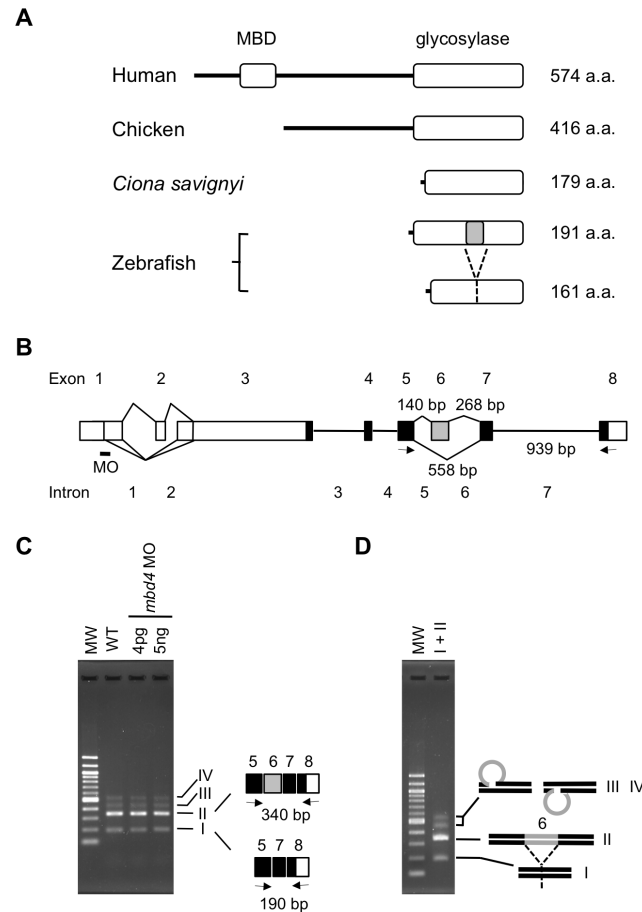 A
MBD glycosylase
Human 574 a.a.
Chicken 416 a.a.
Ciona savignyi 179 a.a.
Zebrafish
191 a.a.
161 a.a.
B
Exon 1 2 3 4 5 6 7 8
140 bp 268 bp
MO
558 bp
939 bp
Intron 1 2 3 4 5 6 7
C
mbd4 MO
MW WT 4pg 5ng
IV
III
II
I
5 6 7 8
340 bp
5 7 8
190 bp
D
MW I + II
III IV
6
II
I